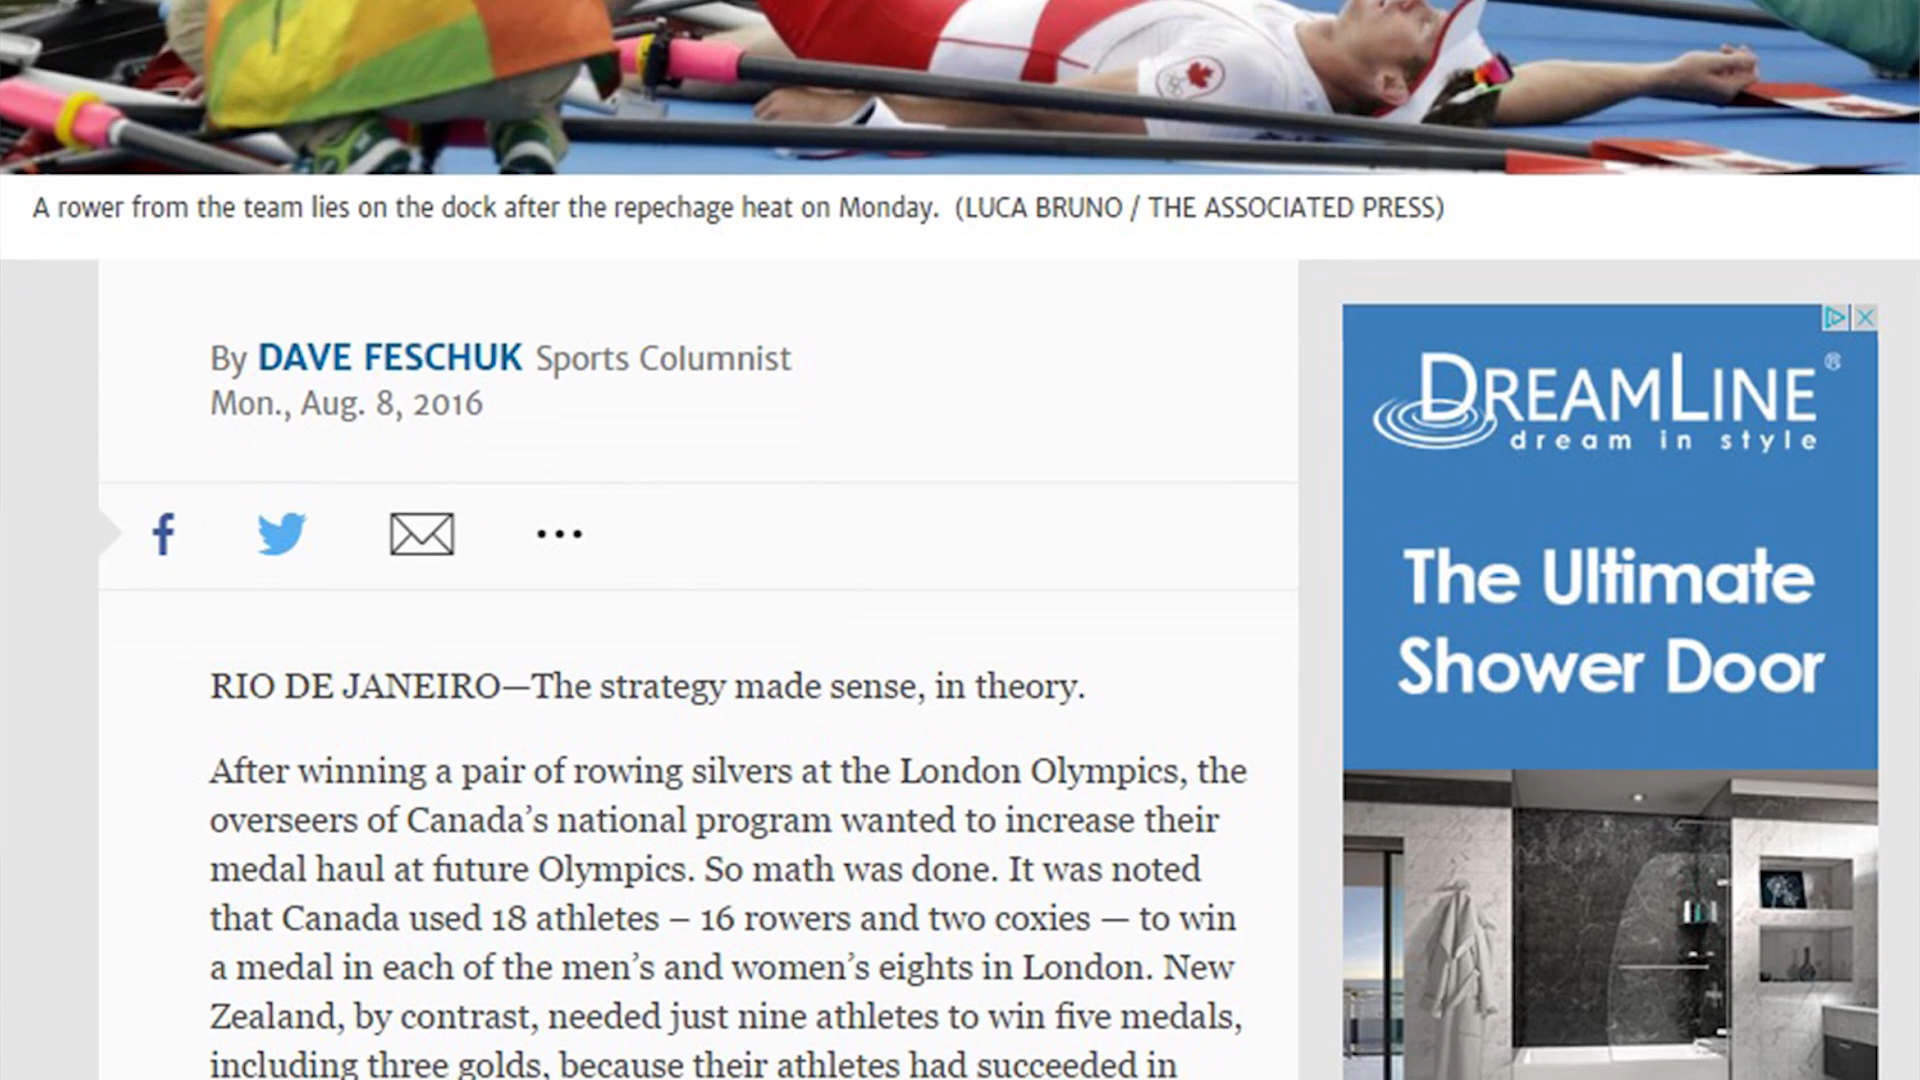 A rower from the team lies on the dock after the repechage heat on Monday. (LUCA BRUNO / THE ASSOCIATED PRESS)
By DAVE FESCHUK Sports Columnist
Mon., Aug. 8, 2016
RIO DE JANEIRO—The strategy made sense, in theory.
After winning a pair of rowing silvers at the London Olympics, the
overseers of Canada’s national program wanted to increase their
medal haul at future Olympics. So math was done. It was noted
that Canada used 18 athletes – 16 rowers and two coxies — to win
a medal in each of the men’s and women’s eights in London. New
Zealand, by contrast, needed just nine athletes to win five medals,
including three golds, because their athletes had succeeded in
DREAMLINE®
dream in style
The Ultimate
Shower Door